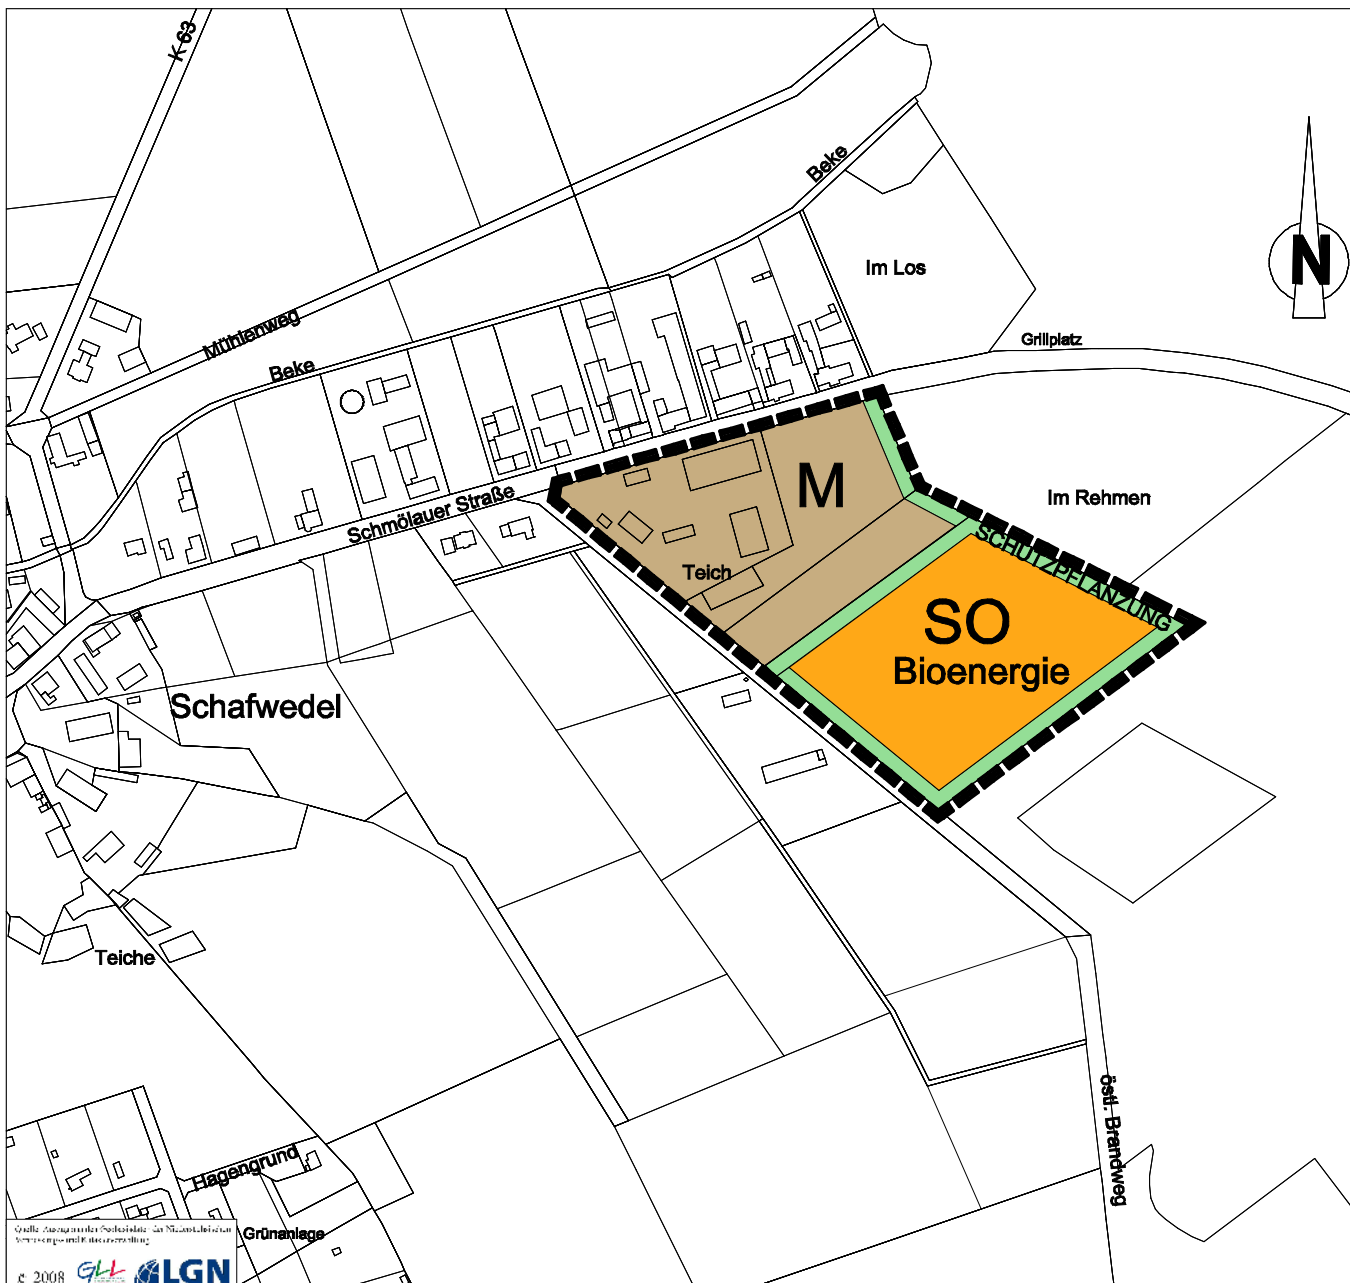 K 63
Beke
Im Los
N
Mühlenweg
Grillplatz
Beke
M
Im Rehmen
Schmölauer Straße
SCHUTZPFLANZUNG
Teich
SO
Bioenergie
Schafwedel
Teiche
östl. Brandweg
Hagengrund
Grünanlage
© 2008 GLL LGN